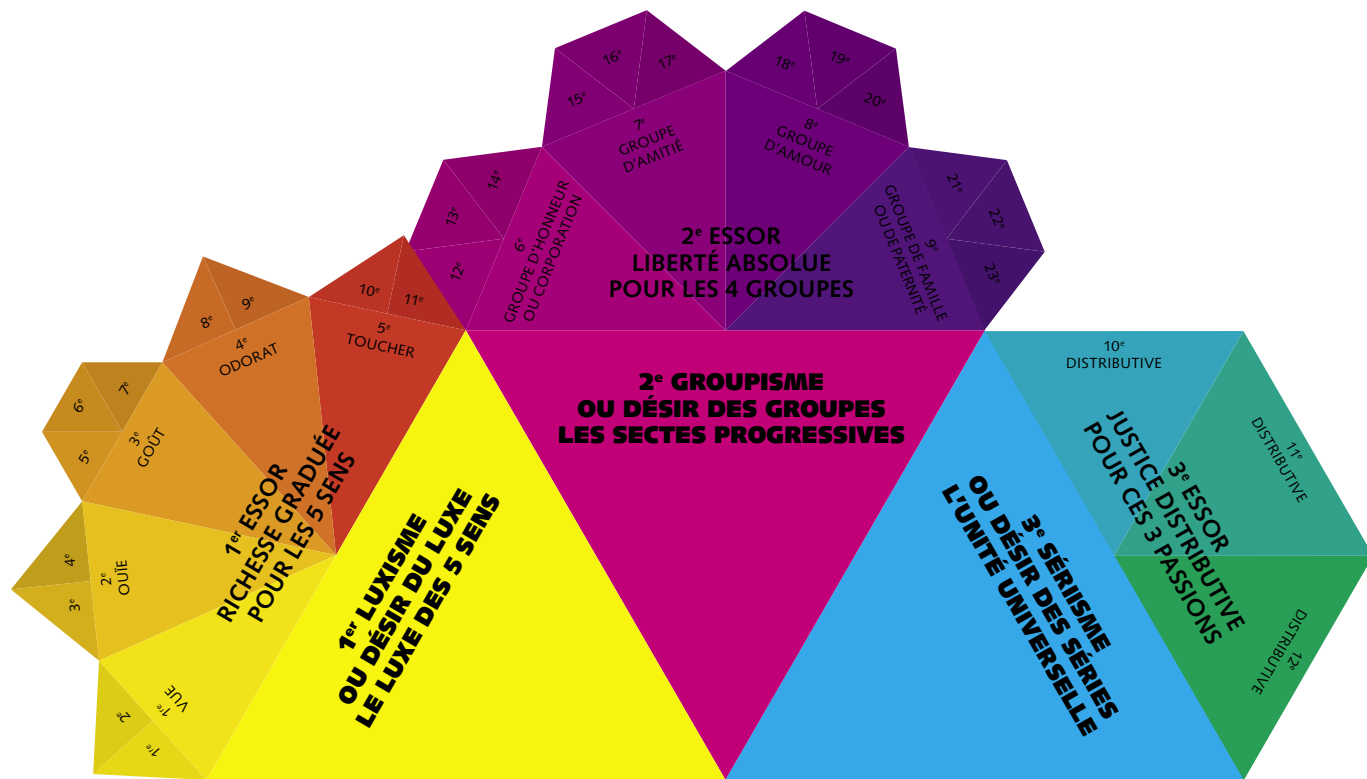 1re
2e
1re
VUE
3e
4e
2e
OUÏE
5e
6e
7e
3e
GOÛT
8e
9e
4e
ODORAT
10e
11e
5e
TOUCHER
1er ESSOR
RICHESSE GRADUÉE
POUR LES 5 SENS
1er LUXISME
OU DÉSIR DU LUXE
LE LUXE DES 5 SENS
12e
13e
14e
6e
GROUPE D'HONNEUR
OU CORPORATION
15e
16e
17e
7e
GROUPE
D'AMITIÉ
18e
19e
20e
8e
GROUPE
D'AMOUR
21e
22e
23e
9e
GROUPE DE FAMILLE
OU DE PATERNITÉ
2e ESSOR
LIBERTÉ ABSOLUE
POUR LES 4 GROUPES
2e GROUPISME
OU DÉSIR DES GROUPES
LES SECTES PROGRESSIVES
10e
DISTRIBUTIVE
11e
DISTRIBUTIVE
12e
DISTRIBUTIVE
3e ESSOR
JUSTICE DISTRIBUTIVE
POUR CES 3 PASSIONS
3e SÉRIISME
OU DÉSIR DES SÉRIES
L'UNITÉ UNIVERSELLE